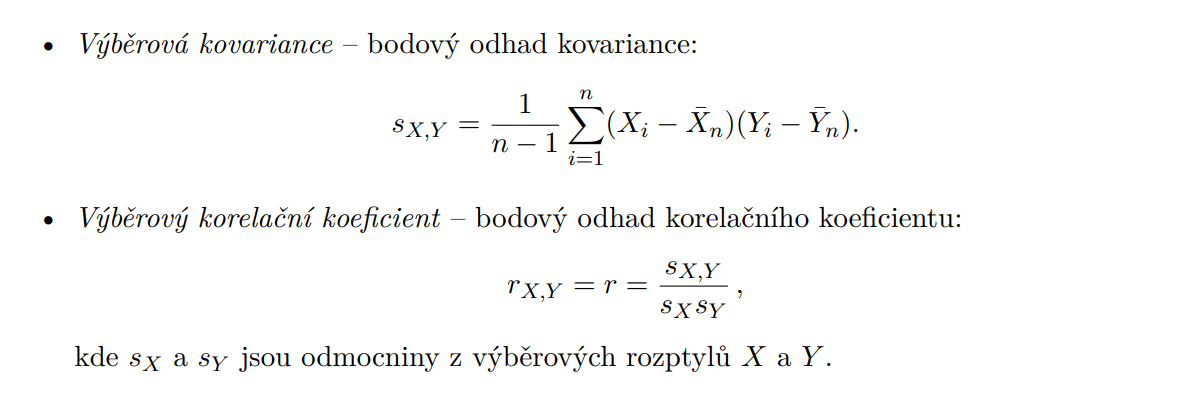 • Výběrová kovariance – bodový odhad kovariance:
$s_{X,Y} = \frac{1}{n-1} \sum_{i=1}^{n} (X_i - \bar{X}_n)(Y_i - \bar{Y}_n).$
• Výběrový korelační koeficient – bodový odhad korelačního koeficientu:
$r_{X,Y} = r = \frac{s_{X,Y}}{s_X s_Y},$
kde $s_X$ a $s_Y$ jsou odmocniny z výběrových rozptylů $X$ a $Y$.